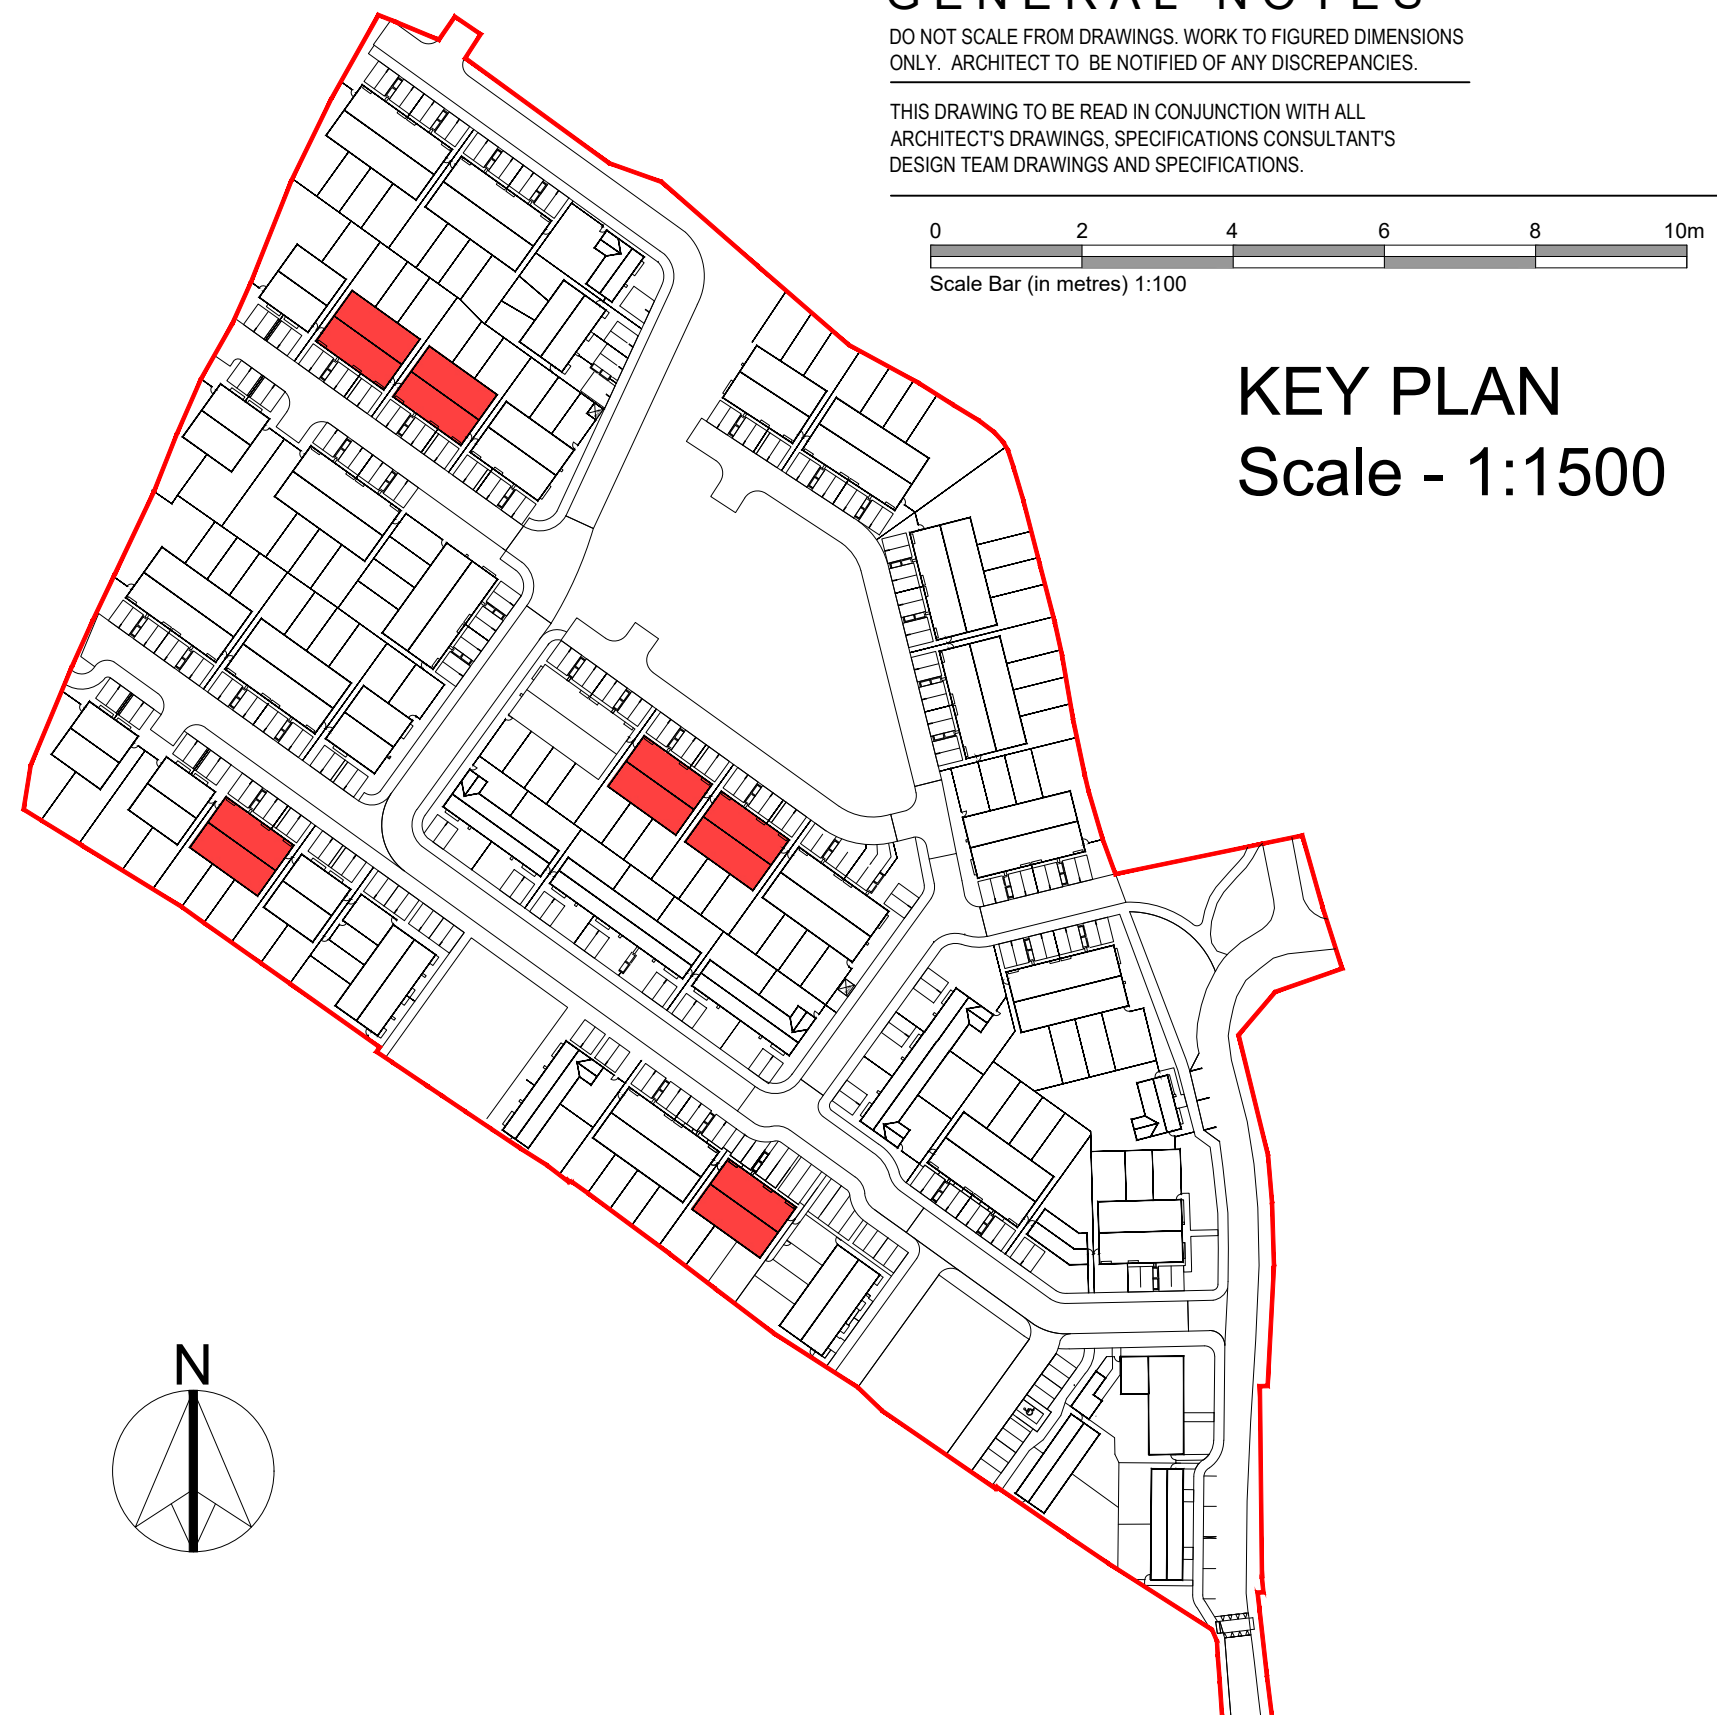 GENERAL NOTES
DO NOT SCALE FROM DRAWINGS. WORK TO FIGURED DIMENSIONS
ONLY. ARCHITECT TO BE NOTIFIED OF ANY DISCREPANCIES.
THIS DRAWING TO BE READ IN CONJUNCTION WITH ALL
ARCHITECT'S DRAWINGS, SPECIFICATIONS CONSULTANT'S
DESIGN TEAM DRAWINGS AND SPECIFICATIONS.
0 2 4 6 8 10m
Scale Bar (in metres) 1:100
KEY PLAN
Scale - 1:1500
N